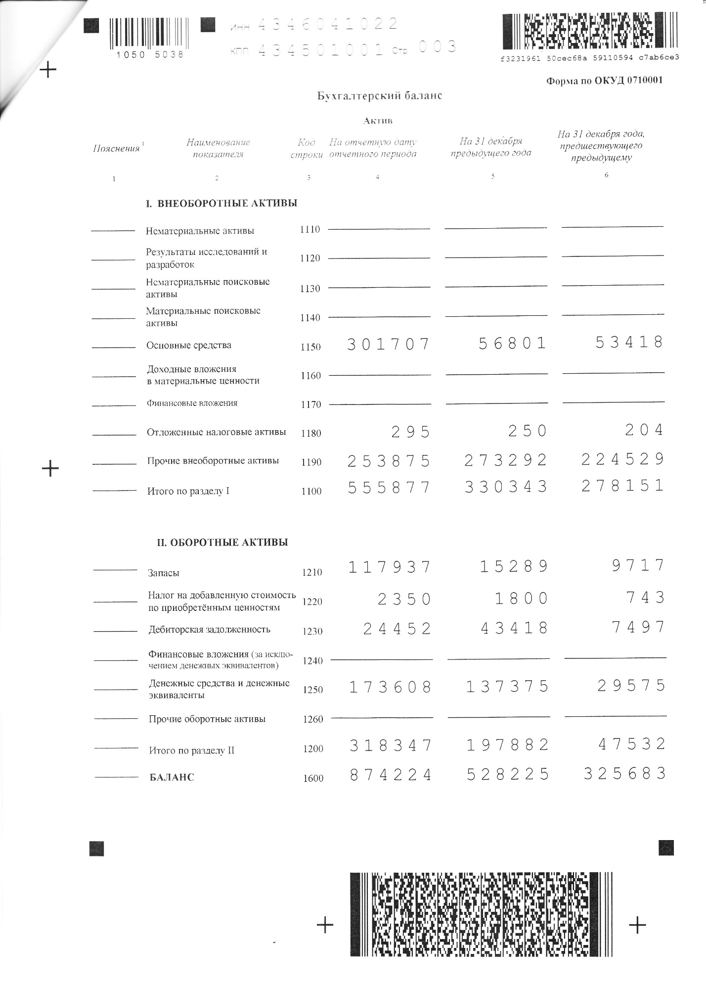 ИНН 4346041022
1050 5038
КПП 434501001 Стр. 003
f3231961 50cec68a 59110594 c7ab6ce3
Форма по ОКУД 0710001
Бухгалтерский баланс
Актив
Пояснения 1 Наименование показателя Код строки На отчетную дату отчетного периода На 31 декабря предыдущего года На 31 декабря года, предшествующего предыдущему
1 2 3 4 5 6
I. ВНЕОБОРОТНЫЕ АКТИВЫ
Нематериальные активы 1110
Результаты исследований и
разработок 1120
Нематериальные поисковые
активы 1130
Материальные поисковые
активы 1140
Основные средства 1150 301707 56801 53418
Доходные вложения
в материальные ценности 1160
Финансовые вложения 1170
Отложенные налоговые активы 1180 295 250 204
Прочие внеоборотные активы 1190 253875 273292 224529
Итого по разделу I 1100 555877 330343 278151
II. ОБОРОТНЫЕ АКТИВЫ
Запасы 1210 117937 15289 9717
Налог на добавленную стоимость
по приобретённым ценностям 1220 2350 1800 743
Дебиторская задолженность 1230 24452 43418 7497
Финансовые вложения (за исклю-
чением денежных эквивалентов) 1240
Денежные средства и денежные
эквиваленты 1250 173608 137375 29575
Прочие оборотные активы 1260
Итого по разделу II 1200 318347 197882 47532
БАЛАНС 1600 874224 528225 325683